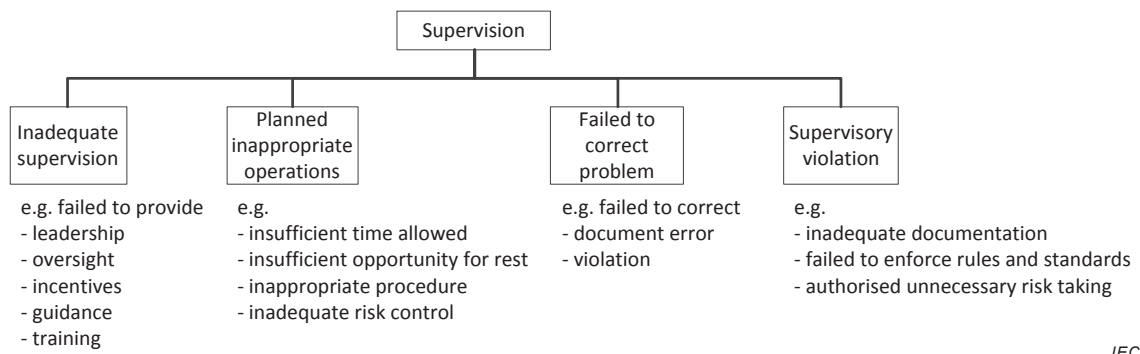 Supervision
Inadequate
supervision
Planned
inappropriate
operations
Failed to
correct
problem
Supervisory
violation
e.g. failed to provide
- leadership
- oversight
- incentives
- guidance
- training
e.g.
- insufficient time allowed
- insufficient opportunity for rest
- inappropriate procedure
- inadequate risk control
e.g. failed to correct
- document error
- violation
e.g.
- inadequate documentation
- failed to enforce rules and standards
- authorised unnecessary risk taking
IEC